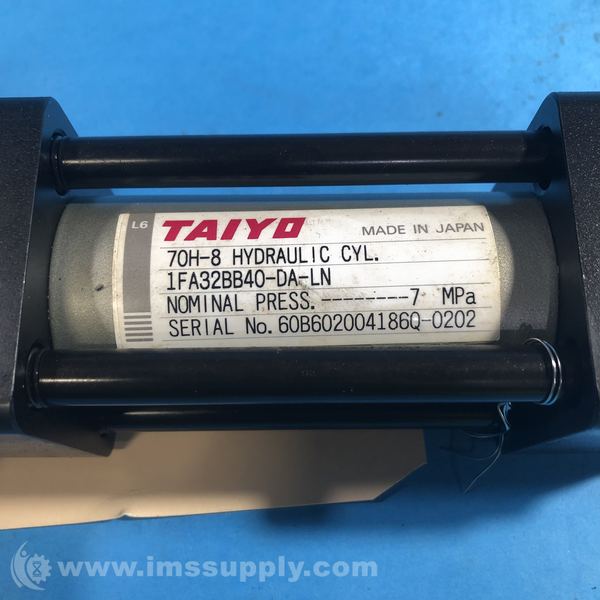 L6 TAIYO MADE IN JAPAN
70H-8 HYDRAULIC CYL.
1FA32BB40-DA-LN
NOMINAL PRESS.--------7 MPa
SERIAL No. 60B602004186Q-0202
www.imssupply.com